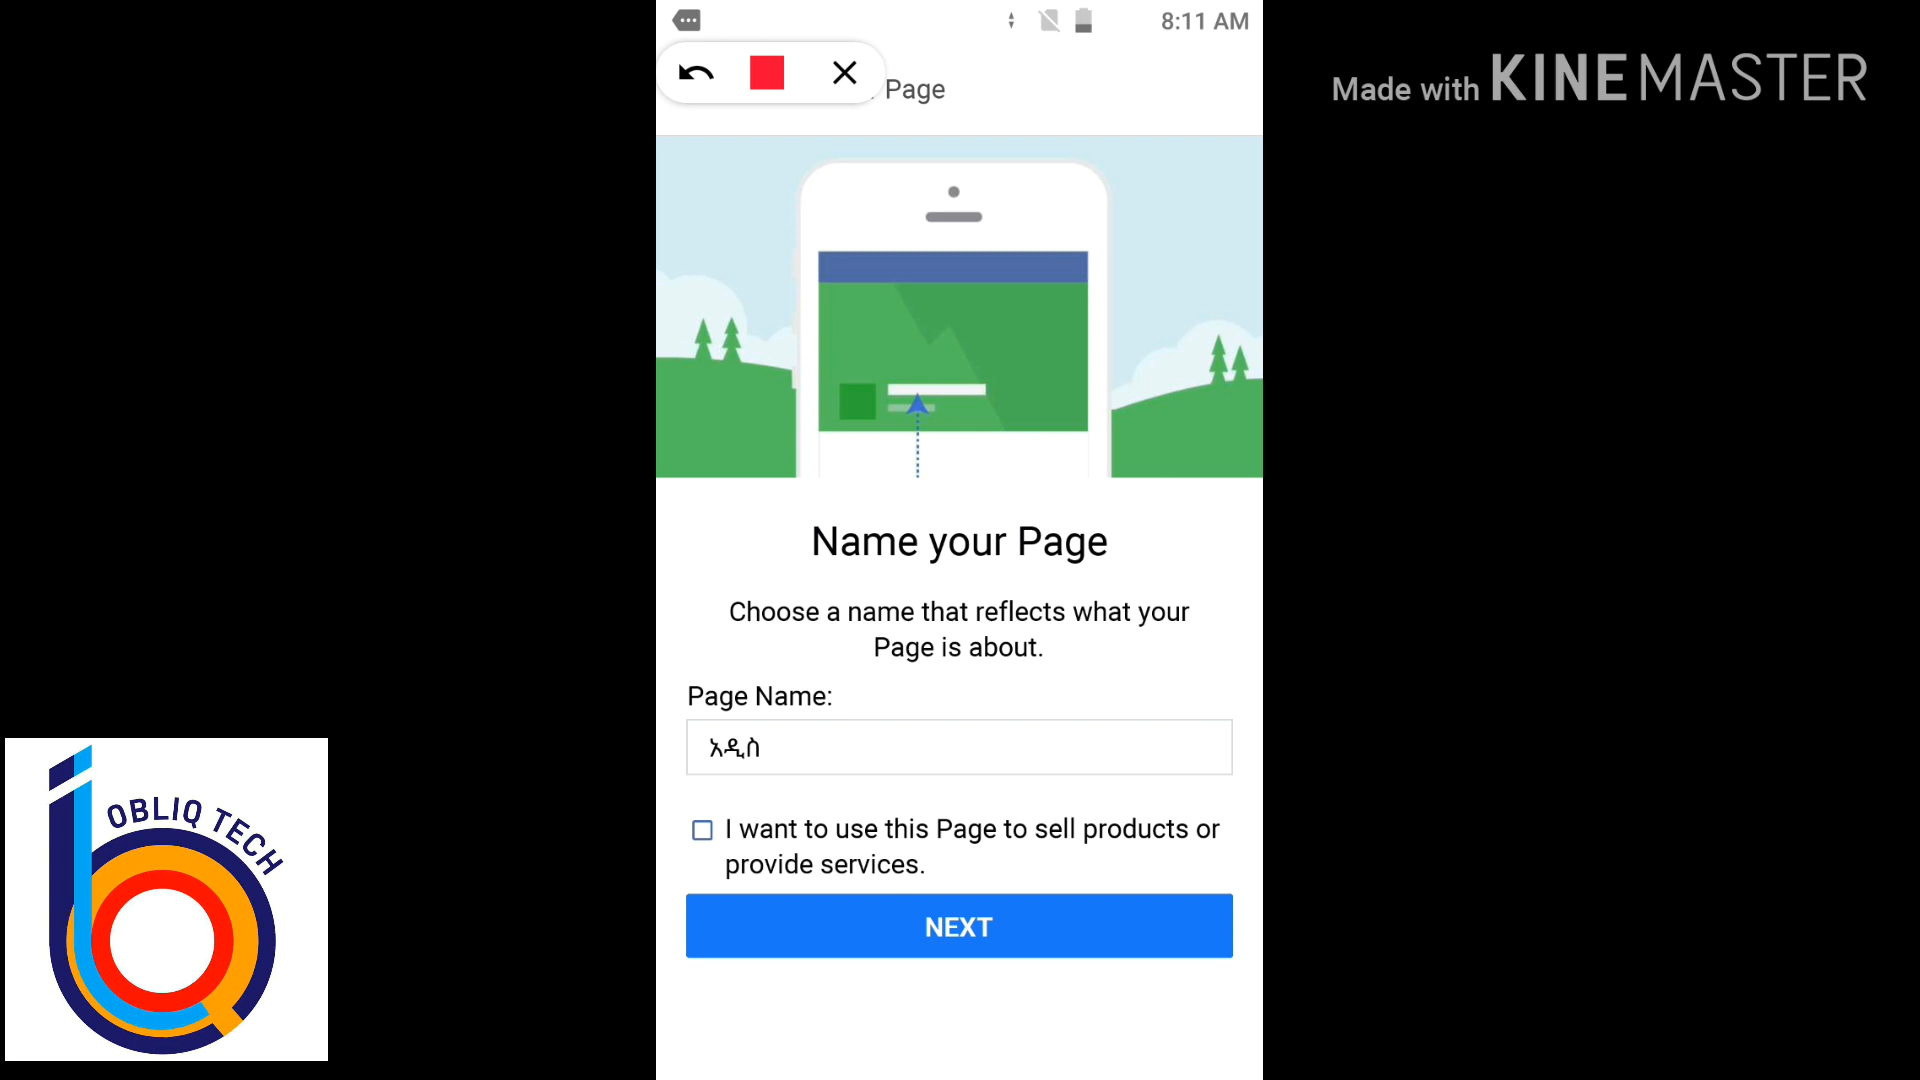 8:11 AM
Page
Made with KINEMASTER
Name your Page
Choose a name that reflects what your
Page is about.
Page Name:
አዲስ
I want to use this Page to sell products or
provide services.
NEXT
OBLIQ TECH